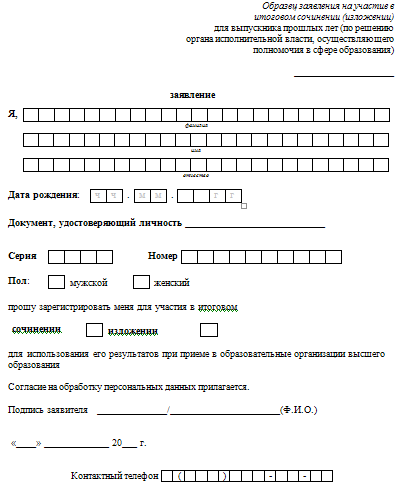 Образец заявления на участие в
итоговом сочинении (изложении)
для выпускника прошлых лет (по решению
органа исполнительной власти, осуществляющего
полномочия в сфере образования)
заявление
Я,
фамилия
имя
отчество
Дата рождения: ч ч . м м . г г
Документ, удостоверяющий личность
Серия Номер
Пол: мужской женский
прошу зарегистрировать меня для участия в итоговом
сочинении изложении
для использования его результатов при приеме в образовательные организации высшего
образования
Согласие на обработку персональных данных прилагается.
Подпись заявителя ______________/______________________(Ф.И.О.)
«____» _____________ 20___ г.
Контактный телефон ( ) - -